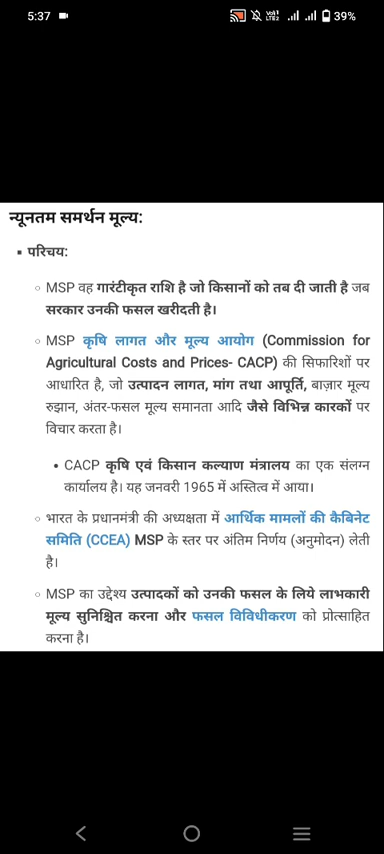 5:37
Vo)) LTE2
39%
न्यूनतम समर्थन मूल्य:
▪ परिचय:
○ MSP वह गारंटीकृत राशि है जो किसानों को तब दी जाती है जब
सरकार उनकी फसल खरीदती है।
○ MSP कृषि लागत और मूल्य आयोग (Commission for
Agricultural Costs and Prices- CACP) की सिफारिशों पर
आधारित है, जो उत्पादन लागत, मांग तथा आपूर्ति, बाज़ार मूल्य
रुझान, अंतर-फसल मूल्य समानता आदि जैसे विभिन्न कारकों पर
विचार करता है।
• CACP कृषि एवं किसान कल्याण मंत्रालय का एक संलग्न
कार्यालय है। यह जनवरी 1965 में अस्तित्व में आया।
○ भारत के प्रधानमंत्री की अध्यक्षता में आर्थिक मामलों की कैबिनेट
समिति (CCEA) MSP के स्तर पर अंतिम निर्णय (अनुमोदन) लेती
है।
○ MSP का उद्देश्य उत्पादकों को उनकी फसल के लिये लाभकारी
मूल्य सुनिश्चित करना और फसल विविधीकरण को प्रोत्साहित
करना है।